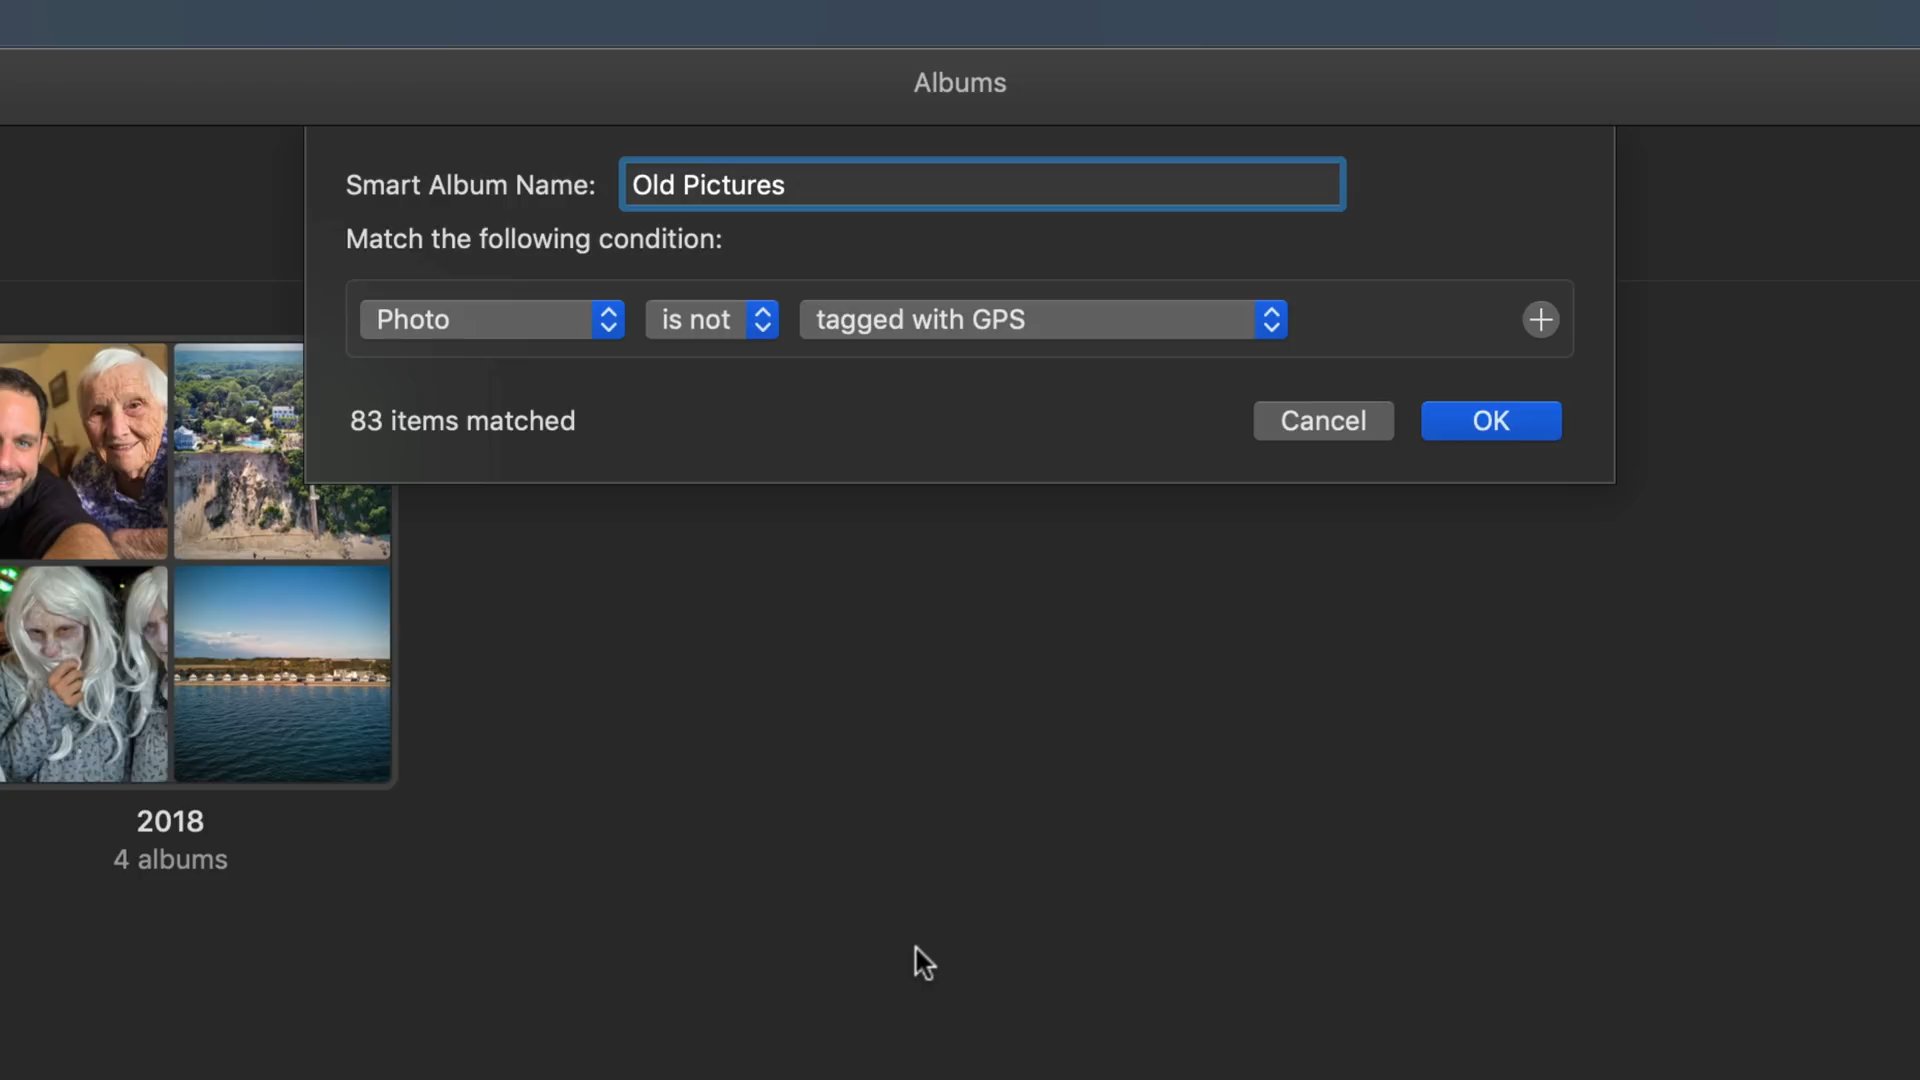 Albums
Smart Album Name: Old Pictures
Match the following condition:
Photo is not tagged with GPS
83 items matched Cancel OK
2018
4 albums